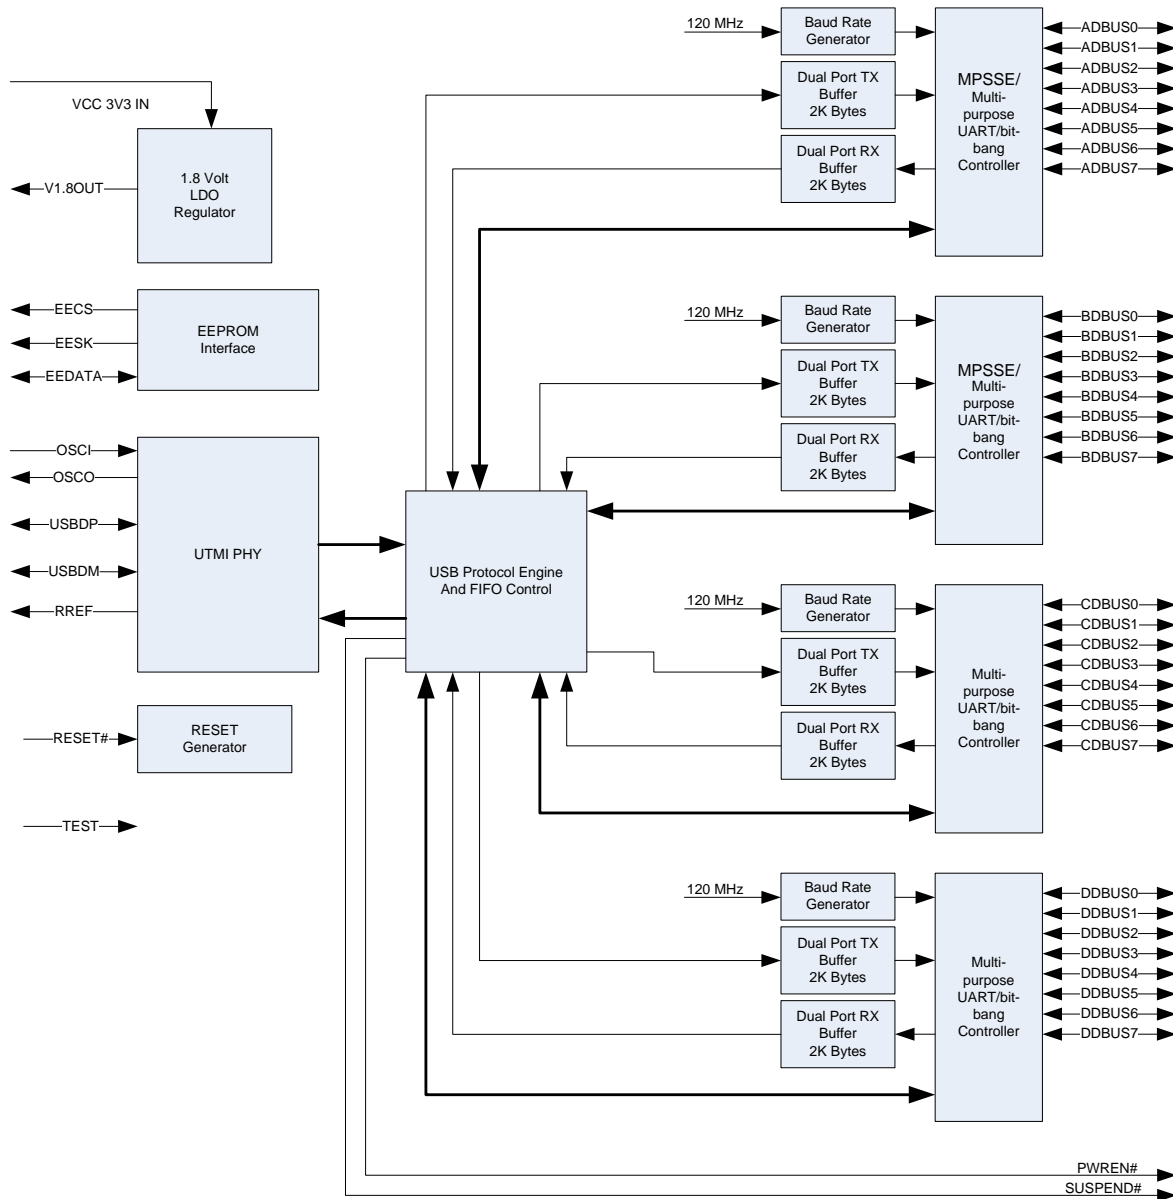 VCC 3V3 IN
1.8 Volt
LDO
Regulator
V1.8OUT
EECS
EESK
EEDATA
EEPROM
Interface
OSCI
OSCO
USBDP
USBDM
RREF
UTMI PHY
RESET#
RESET
Generator
TEST
USB Protocol Engine
And FIFO Control
120 MHz
Baud Rate
Generator
Dual Port TX
Buffer
2K Bytes
Dual Port RX
Buffer
2K Bytes
MPSSE/
Multi-
purpose
UART/bit-
bang
Controller
ADBUS0
ADBUS1
ADBUS2
ADBUS3
ADBUS4
ADBUS5
ADBUS6
ADBUS7
120 MHz
Baud Rate
Generator
Dual Port TX
Buffer
2K Bytes
Dual Port RX
Buffer
2K Bytes
MPSSE/
Multi-
purpose
UART/bit-
bang
Controller
BDBUS0
BDBUS1
BDBUS2
BDBUS3
BDBUS4
BDBUS5
BDBUS6
BDBUS7
120 MHz
Baud Rate
Generator
Dual Port TX
Buffer
2K Bytes
Dual Port RX
Buffer
2K Bytes
Multi-
purpose
UART/bit-
bang
Controller
CDBUS0
CDBUS1
CDBUS2
CDBUS3
CDBUS4
CDBUS5
CDBUS6
CDBUS7
120 MHz
Baud Rate
Generator
Dual Port TX
Buffer
2K Bytes
Dual Port RX
Buffer
2K Bytes
Multi-
purpose
UART/bit-
bang
Controller
DDBUS0
DDBUS1
DDBUS2
DDBUS3
DDBUS4
DDBUS5
DDBUS6
DDBUS7
PWREN#
SUSPEND#